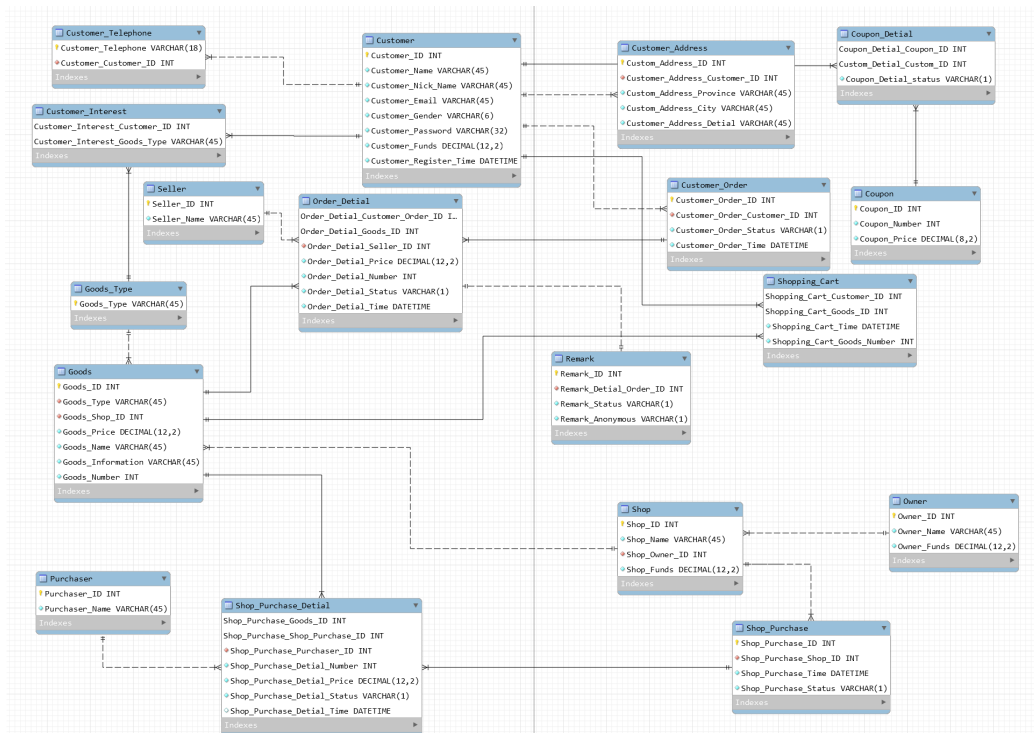 Customer_Telephone
Customer_Telephone VARCHAR(18)
Customer_Customer_ID INT
Indexes
Customer
Customer_ID INT
Customer_Name VARCHAR(45)
Customer_Nick_Name VARCHAR(45)
Customer_Email VARCHAR(45)
Customer_Gender VARCHAR(6)
Customer_Password VARCHAR(32)
Customer_Funds DECIMAL(12,2)
Customer_Register_Time DATETIME
Indexes
Customer_Address
Custom_Address_ID INT
Customer_Address_Customer_ID INT
Custom_Address_Province VARCHAR(45)
Custom_Address_City VARCHAR(45)
Customer_Address_Detial VARCHAR(45)
Indexes
Coupon_Detial
Coupon_Detial_Coupon_ID INT
Custom_Detial_Custom_ID INT
Coupon_Detial_status VARCHAR(1)
Indexes
Customer_Interest
Customer_Interest_Customer_ID INT
Customer_Interest_Goods_Type VARCHAR(45)
Indexes
Seller
Seller_ID INT
Seller_Name VARCHAR(45)
Indexes
Order_Detial
Order_Detial_Customer_Order_ID I...
Order_Detial_Goods_ID INT
Order_Detial_Seller_ID INT
Order_Detial_Price DECIMAL(12,2)
Order_Detial_Number INT
Order_Detial_Status VARCHAR(1)
Order_Detial_Time DATETIME
Indexes
Customer_Order
Customer_Order_ID INT
Customer_Order_Customer_ID INT
Customer_Order_Status VARCHAR(1)
Customer_Order_Time DATETIME
Indexes
Coupon
Coupon_ID INT
Coupon_Number INT
Coupon_Price DECIMAL(8,2)
Indexes
Goods_Type
Goods_Type VARCHAR(45)
Indexes
Shopping_Cart
Shopping_Cart_Customer_ID INT
Shopping_Cart_Goods_ID INT
Shopping_Cart_Time DATETIME
Shopping_Cart_Goods_Number INT
Indexes
Goods
Goods_ID INT
Goods_Type VARCHAR(45)
Goods_Shop_ID INT
Goods_Price DECIMAL(12,2)
Goods_Name VARCHAR(45)
Goods_Information VARCHAR(45)
Goods_Number INT
Indexes
Remark
Remark_ID INT
Remark_Detial_Order_ID INT
Remark_Status VARCHAR(1)
Remark_Anonymous VARCHAR(1)
Indexes
Shop
Shop_ID INT
Shop_Name VARCHAR(45)
Shop_Owner_ID INT
Shop_Funds DECIMAL(12,2)
Indexes
Owner
Owner_ID INT
Owner_Name VARCHAR(45)
Owner_Funds DECIMAL(12,2)
Indexes
Purchaser
Purchaser_ID INT
Purchaser_Name VARCHAR(45)
Indexes
Shop_Purchase_Detial
Shop_Purchase_Goods_ID INT
Shop_Purchase_Shop_Purchase_ID INT
Shop_Purchase_Purchaser_ID INT
Shop_Purchase_Detial_Number INT
Shop_Purchase_Detial_Price DECIMAL(12,2)
Shop_Purchase_Detial_Status VARCHAR(1)
Shop_Purchase_Detial_Time DATETIME
Indexes
Shop_Purchase
Shop_Purchase_ID INT
Shop_Purchase_Shop_ID INT
Shop_Purchase_Time DATETIME
Shop_Purchase_Status VARCHAR(1)
Indexes